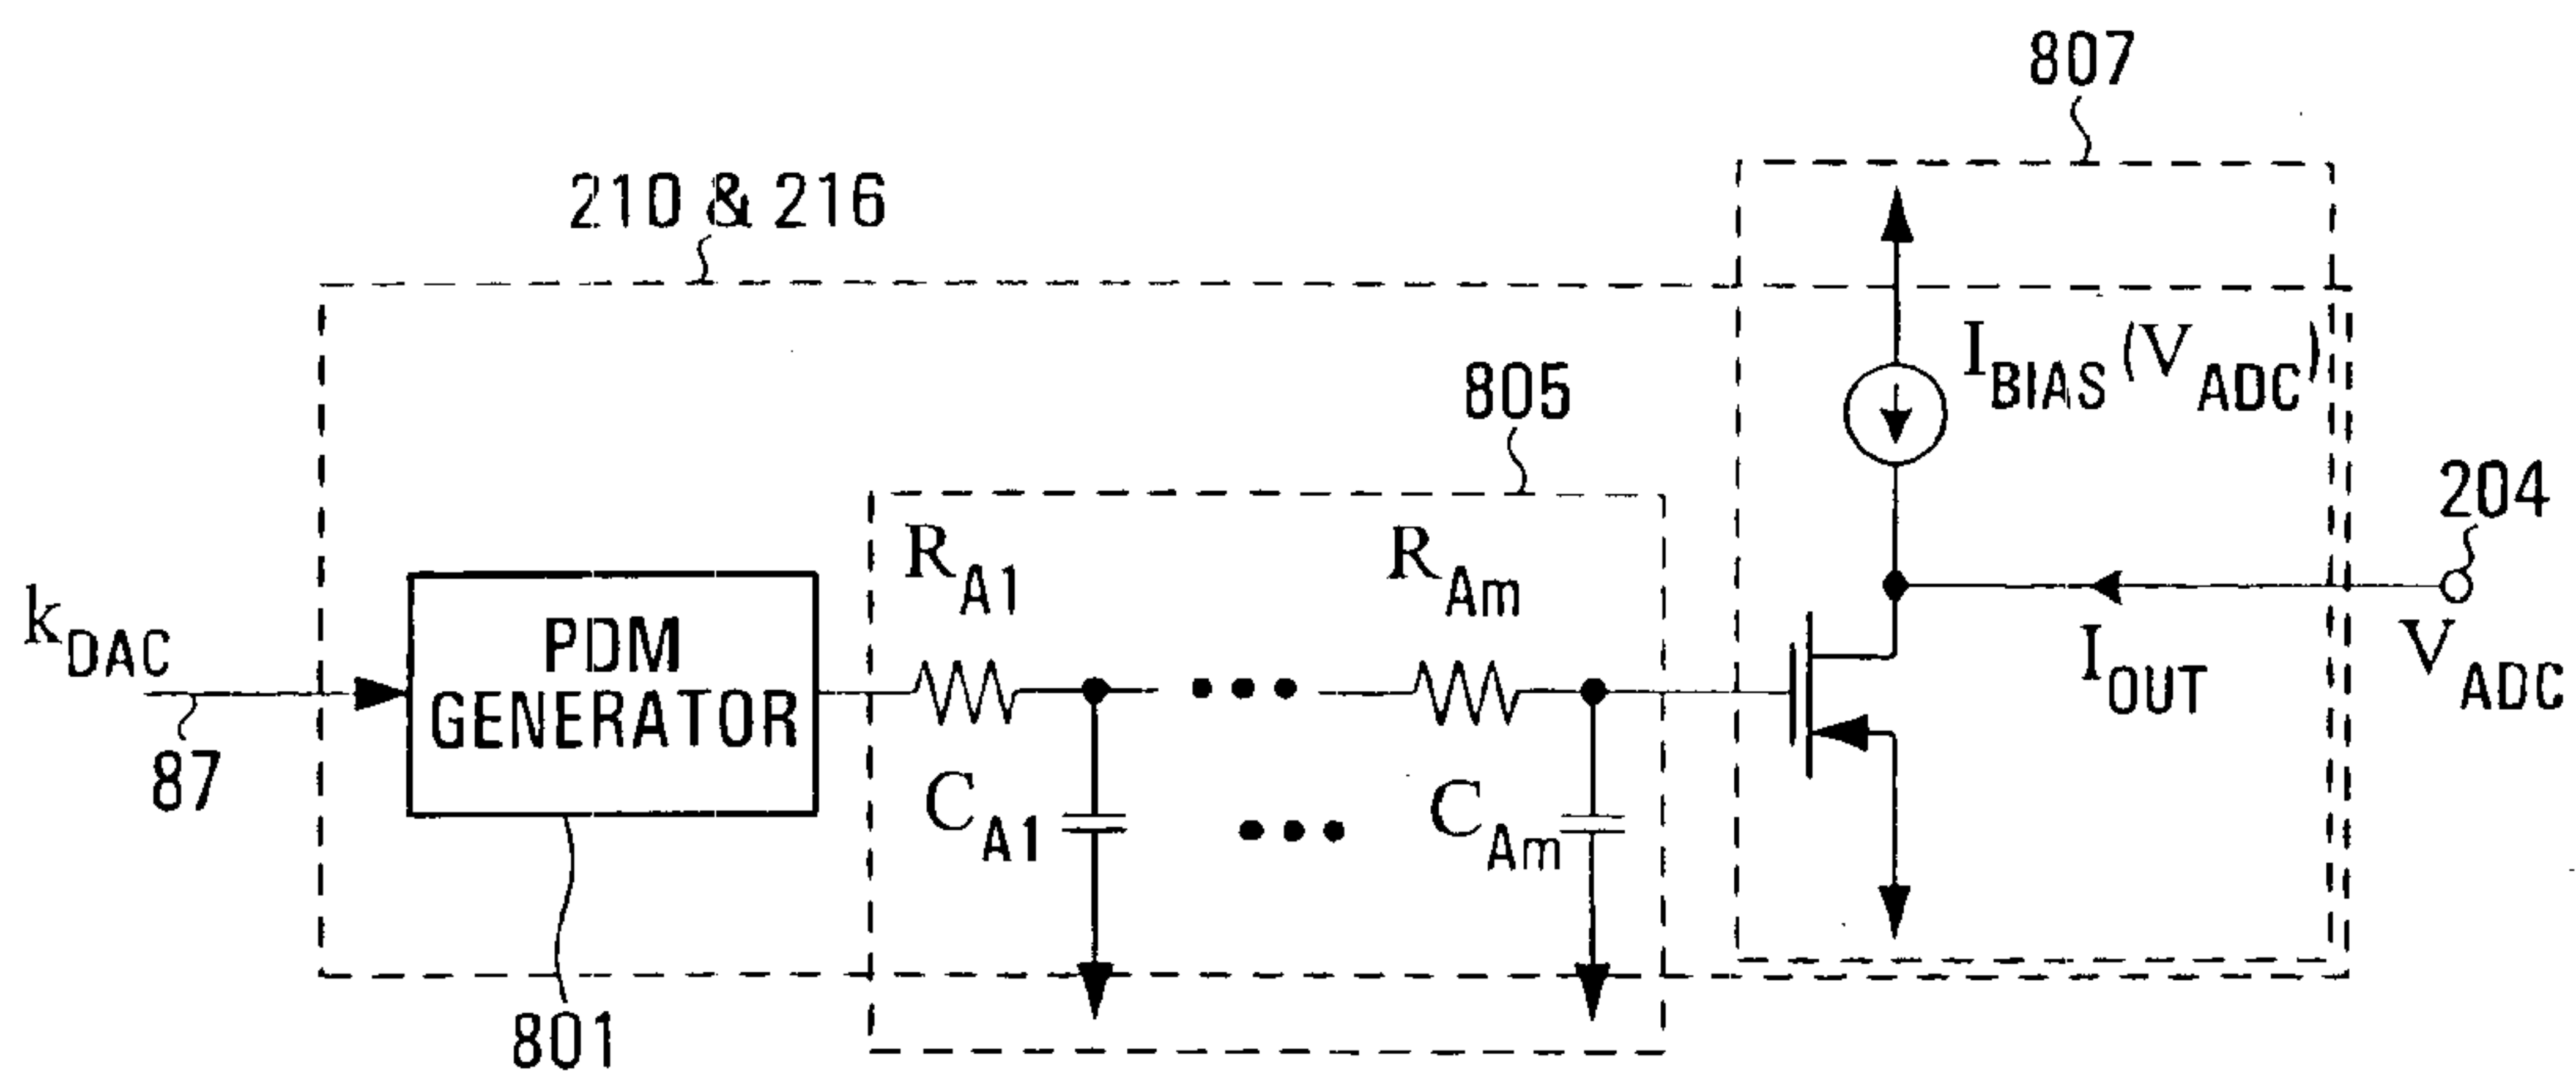 807
210 & 216
I_BIAS (V_ADC)
805
204
R_A1
R_Am
k_DAC
PDM
GENERATOR
I_OUT
V_ADC
87
C_A1
C_Am
801